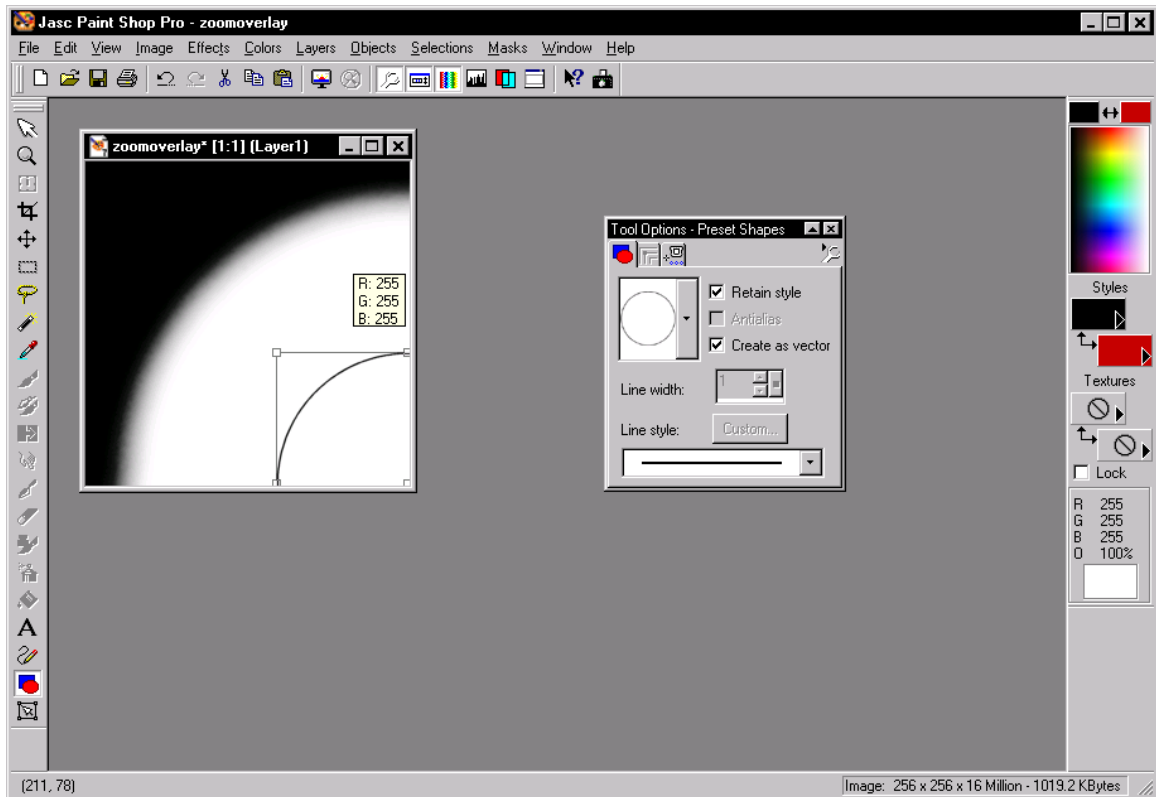 Jasc Paint Shop Pro - zoomoverlay
File Edit View Image Effects Colors Layers Objects Selections Masks Window Help
zoomoverlay* [1:1] (Layer1)
R: 255
G: 255
B: 255
Tool Options - Preset Shapes
Retain style
Antialias
Create as vector
Line width:
1
Line style:
Custom...
Styles
Textures
Lock
R 255
G 255
B 255
O 100%
A
(211, 78)
Image: 256 x 256 x 16 Million - 1019.2 KBytes